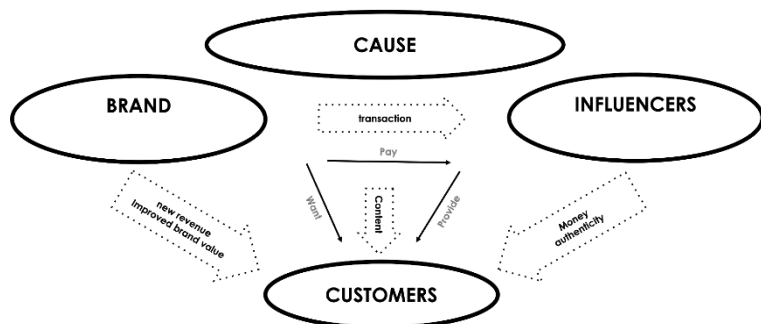 CAUSE
BRAND
INFLUENCERS
transaction
Pay
Want
Content
Provide
new revenue
Improved brand value
Money
authenticity
CUSTOMERS